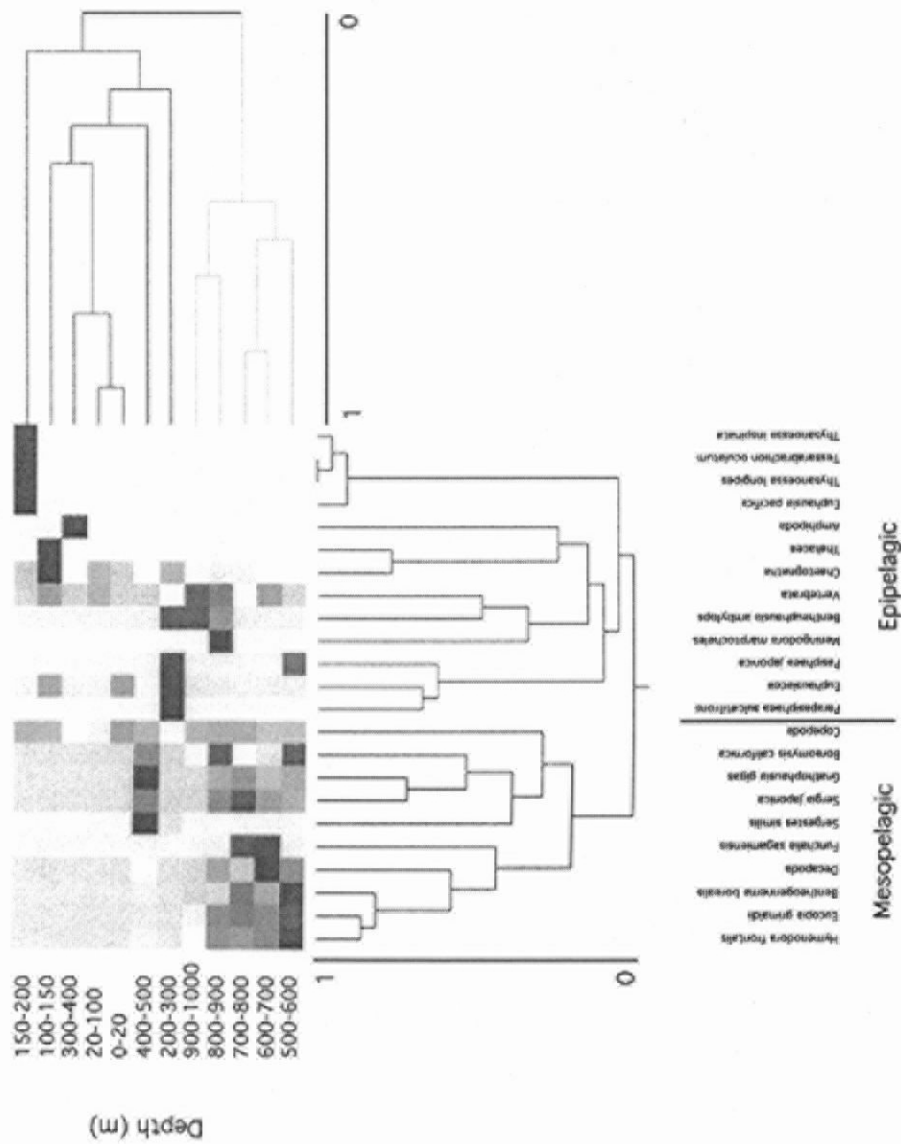 150-200
100-150
300-400
20-100
0-20
400-500
200-300
900-1000
800-900
700-800
600-700
500-600
Depth (m)
1
0
1
0
Hymenodora frontalis
Eucopia grimaldi
Bentheogennema borealis
Decapoda
Funchalia sagamiensis
Sergestes similis
Sergia japonica
Gnathophausia gigas
Boreomysis californica
Copepoda
Parapasiphaea sulcatifrons
Euphausiacea
Pasiphaea japonica
Meningodora
Bentheuphausia amblyops
Vertebrata
Chaetognatha
Thaliacea
Amphipoda
Euphausia pacifica
Thysanoessa longipes
Tessarabrachion oculatum
Thysanoessa inspinata
Mesopelagic
Epipelagic